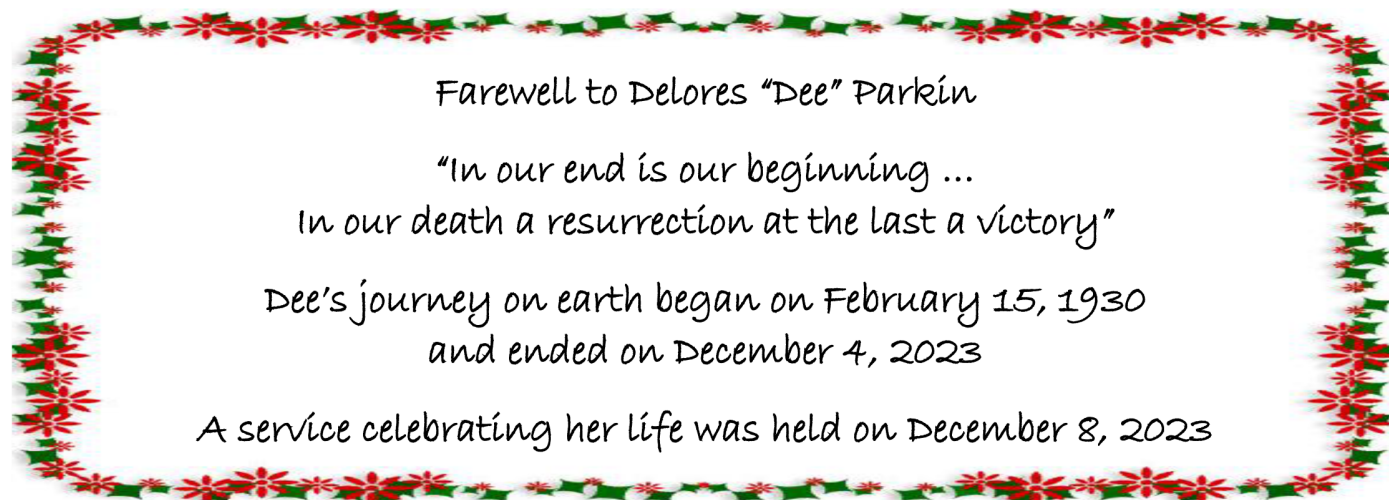 Farewell to Delores “Dee” Parkin
“In our end is our beginning ...
In our death a resurrection at the last a victory”
Dee’s journey on earth began on February 15, 1930
and ended on December 4, 2023
A service celebrating her life was held on December 8, 2023